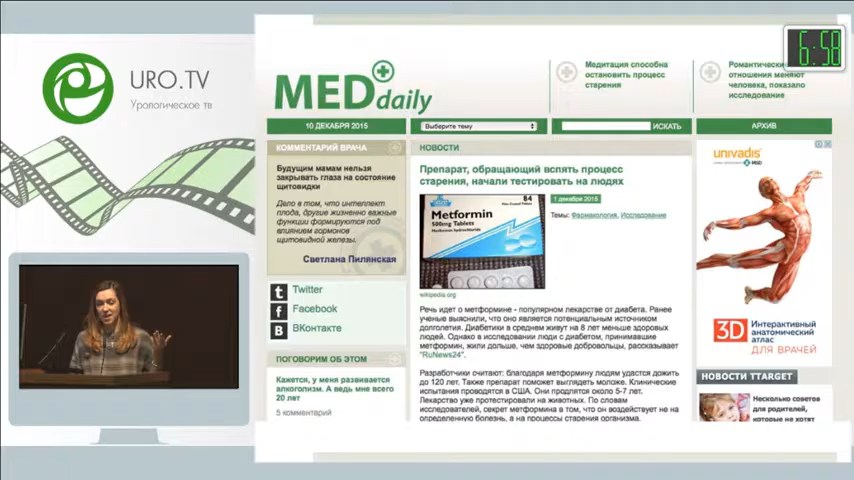 URO.TV
Урологическое тв
6:58
MED daily
Медитация способна
остановить процесс
старения
Романтические
отношения меняют
человека, показало
исследование
10 ДЕКАБРЯ 2015
Выберите тему
ИСКАТЬ
АРХИВ
КОММЕНТАРИЙ ВРАЧА
Будущим мамам нельзя
закрывать глаза на состояние
щитовидки
Дело в том, что интеллект
плода, другие жизненно важные
функции формируются под
влиянием гормонов
щитовидной железы.
Светлана Пилянская
t Twitter
f Facebook
B ВКонтакте
ПОГОВОРИМ ОБ ЭТОМ
Кажется, у меня развивается
алкоголизм. А ведь мне всего
20 лет
5 комментарий
НОВОСТИ
Препарат, обращающий вспять процесс
старения, начали тестировать на людях
84
Metformin
500mg Tablets
1 декабря 2015
Темы: Фармакология, Исследование
wikipedia.org
Речь идет о метформине - популярном лекарстве от диабета. Ранее
ученые выяснили, что он является потенциальным источником
долголетия. Диабетики в среднем живут на 8 лет меньше здоровых
людей. Однако в исследовании люди с диабетом, принимавшие
метформин, жили дольше, чем здоровые добровольцы, рассказывает
"RuNews24".
Разработчики считают: благодаря метформину людям удастся дожить
до 120 лет. Также препарат поможет выглядеть моложе. Клинические
испытания проводятся в США. Они продлятся около 5-7 лет.
Лекарство уже протестировали на животных. По словам
исследователей, секрет метформина в том, что он воздействует не на
определенную болезнь, а на процессы старения организма.
univadis
MSD
3D Интерактивный
анатомический
атлас
ДЛЯ ВРАЧЕЙ
НОВОСТИ TTARGET
Несколько советов
для родителей,
которые не хотят